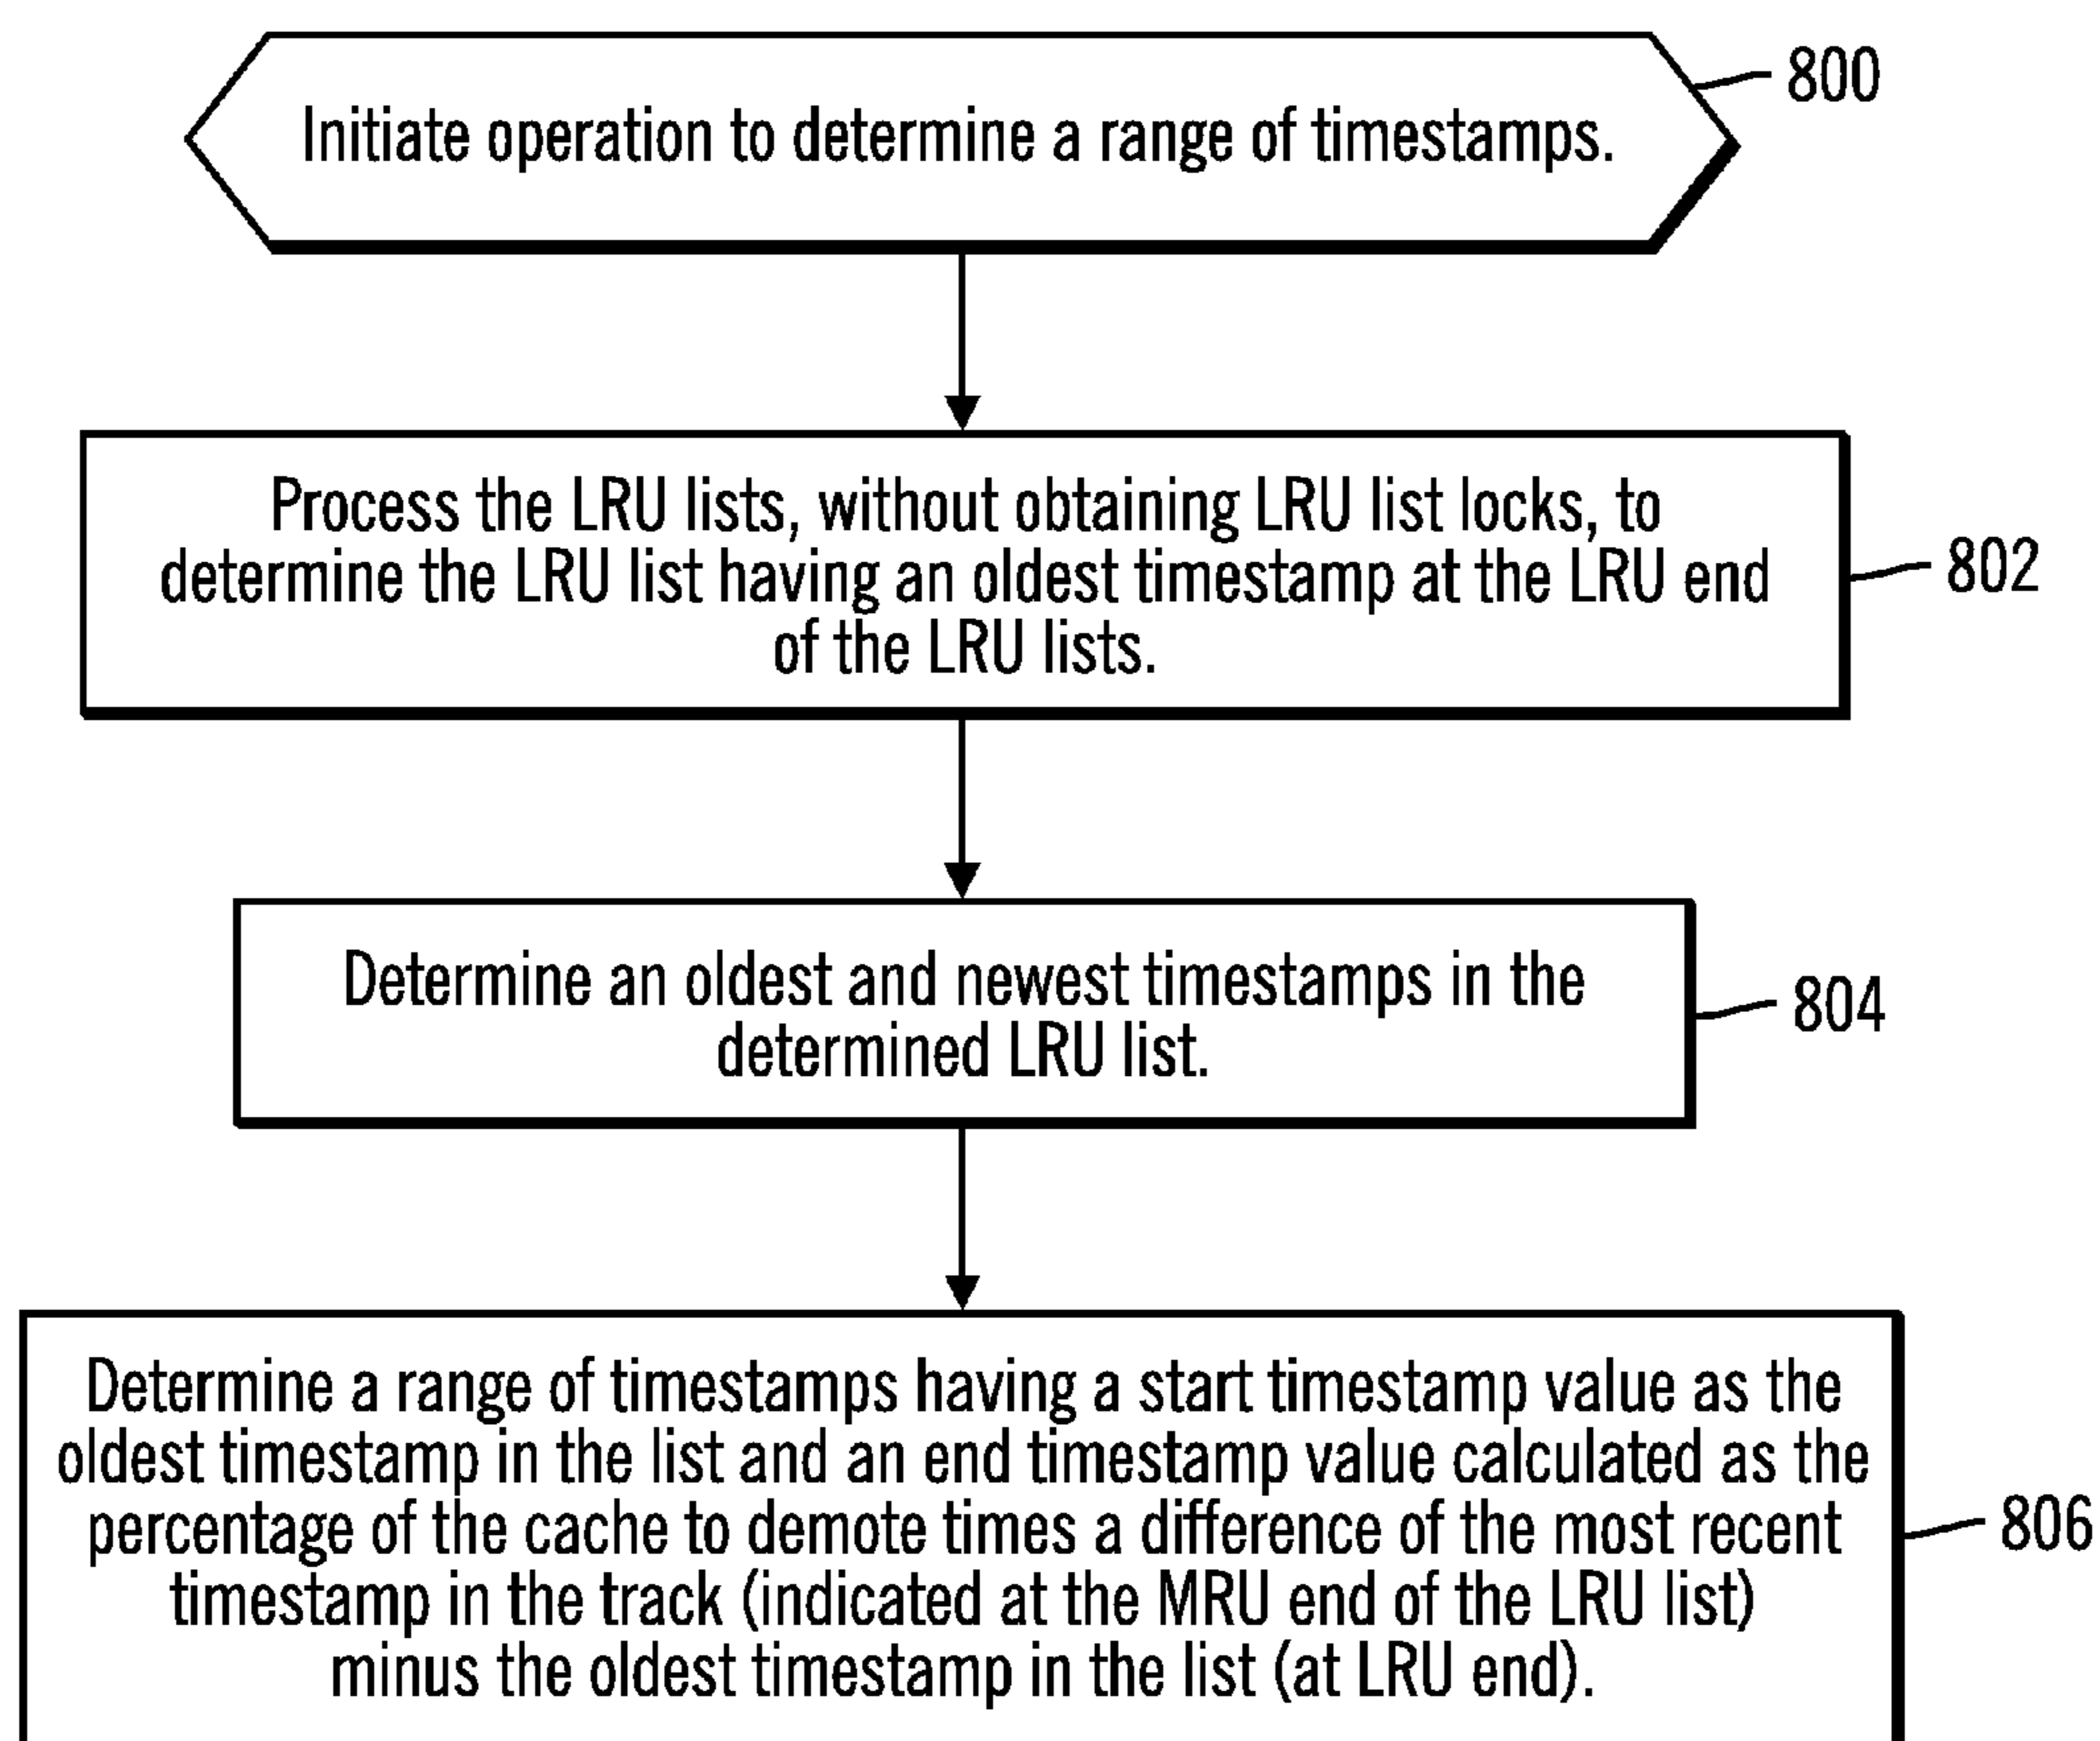 Initiate operation to determine a range of timestamps.
800
Process the LRU lists, without obtaining LRU list locks, to
determine the LRU list having an oldest timestamp at the LRU end
of the LRU lists.
802
Determine an oldest and newest timestamps in the
determined LRU list.
804
Determine a range of timestamps having a start timestamp value as the
oldest timestamp in the list and an end timestamp value calculated as the
percentage of the cache to demote times a difference of the most recent
timestamp in the track (indicated at the MRU end of the LRU list)
minus the oldest timestamp in the list (at LRU end).
806